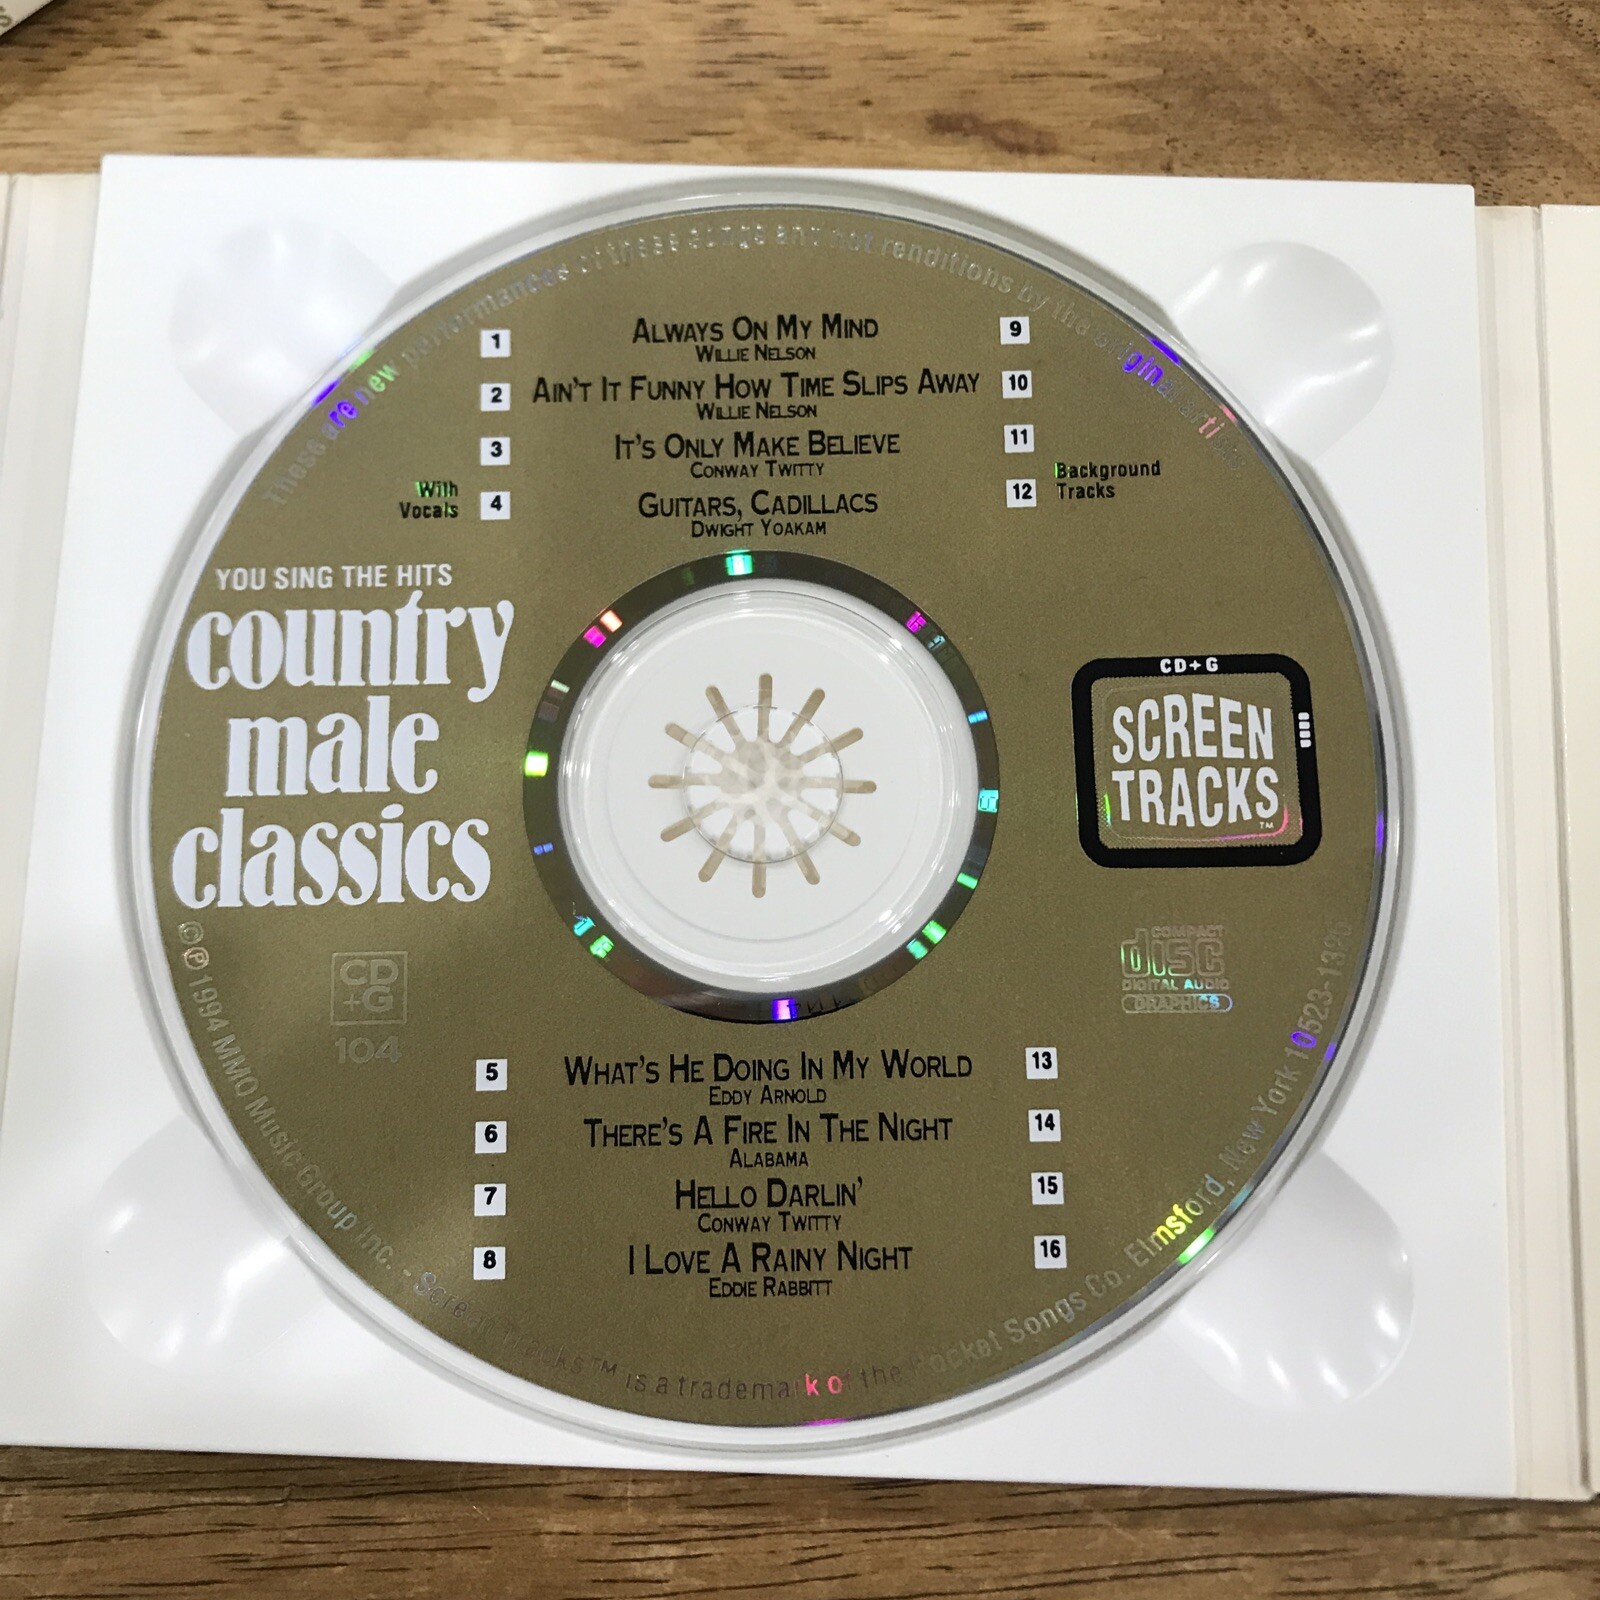 These are new performances of these songs and not renditions by the original artists.
1 ALWAYS ON MY MIND 9
WILLIE NELSON
2 AIN'T IT FUNNY HOW TIME SLIPS AWAY 10
WILLIE NELSON
3 IT'S ONLY MAKE BELIEVE 11
CONWAY TWITTY
With
Vocals
4 GUITARS, CADILLACS 12
DWIGHT YOAKAM
Background
Tracks
YOU SING THE HITS
country
male
classics
CD+G
SCREEN
TRACKS™
CD
+G
104
COMPACT
disc
DIGITAL AUDIO
GRAPHICS
5 WHAT'S HE DOING IN MY WORLD 13
EDDY ARNOLD
6 THERE'S A FIRE IN THE NIGHT 14
ALABAMA
7 HELLO DARLIN' 15
CONWAY TWITTY
8 I LOVE A RAINY NIGHT 16
EDDIE RABBITT
©℗1994 MMO Music Group Inc. - Screen Tracks™ is a trademark of the Pocket Songs Co. Elmsford, New York 10523-